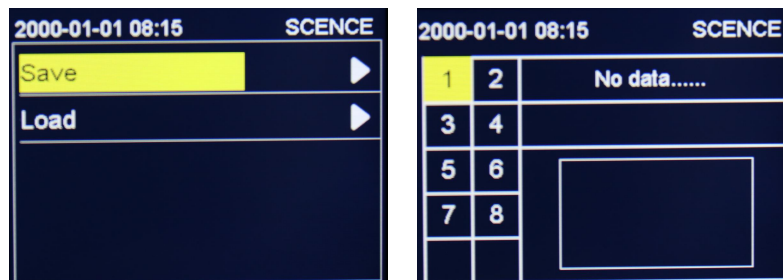 2000-01-01 08:15 SCENCE
Save
Load
2000-01-01 08:15 SCENCE
1 2 No data......
3 4
5 6
7 8